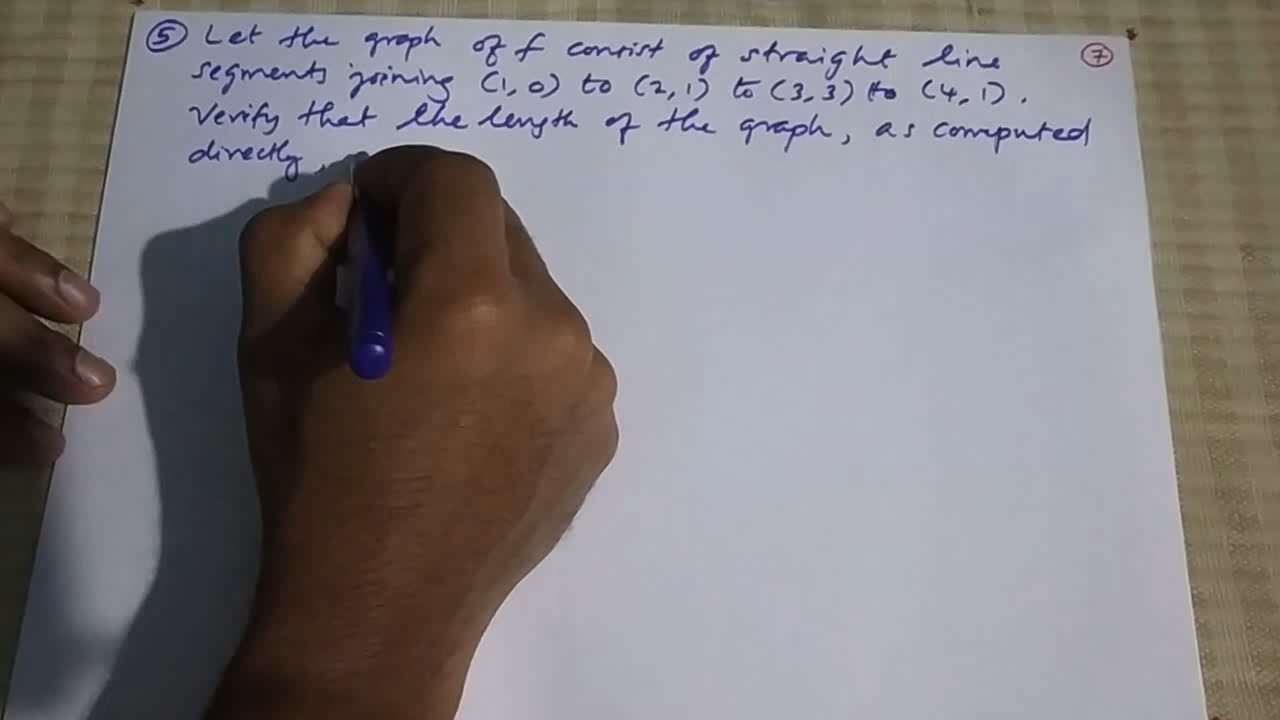 ⑤ Let the graph of f consist of straight line ⑦
segments joining (1, 0) to (2, 1) to (3, 3) to (4, 1).
Verify that the length of the graph, as computed
directly,